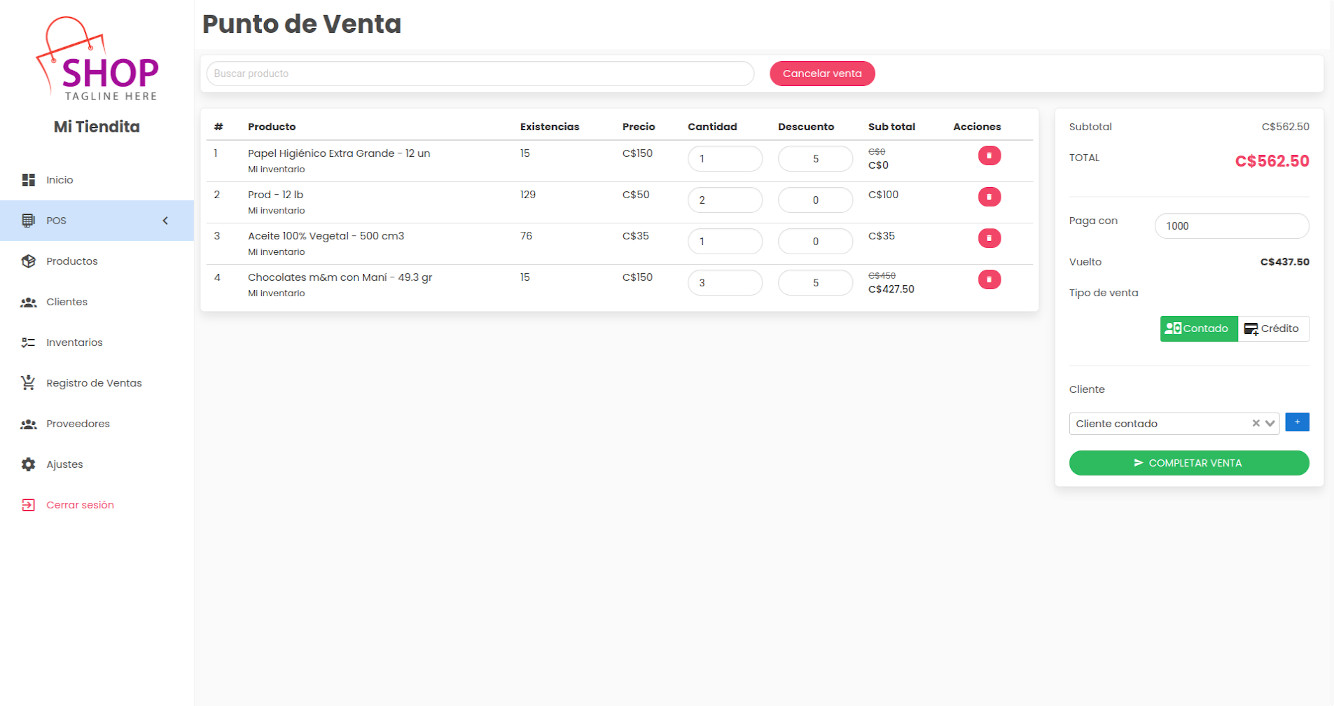 SHOP
TAGLINE HERE
Mi Tiendita
Inicio
POS
Productos
Clientes
Inventarios
Registro de Ventas
Proveedores
Ajustes
Cerrar sesión
Punto de Venta
Buscar producto
Cancelar venta
# Producto Existencias Precio Cantidad Descuento Sub total Acciones
1 Papel Higiénico Extra Grande - 12 un 15 C$150 1 5 C$0
Mi inventario C$0
2 Prod - 12 lb 129 C$50 2 0 C$100
Mi inventario
3 Aceite 100% Vegetal - 500 cm3 76 C$35 1 0 C$35
Mi inventario
4 Chocolates m&m con Maní - 49.3 gr 15 C$150 3 5 C$450
Mi inventario C$427.50
Subtotal C$562.50
TOTAL C$562.50
Paga con 1000
Vuelto C$437.50
Tipo de venta
Contado Crédito
Cliente
Cliente contado +
COMPLETAR VENTA